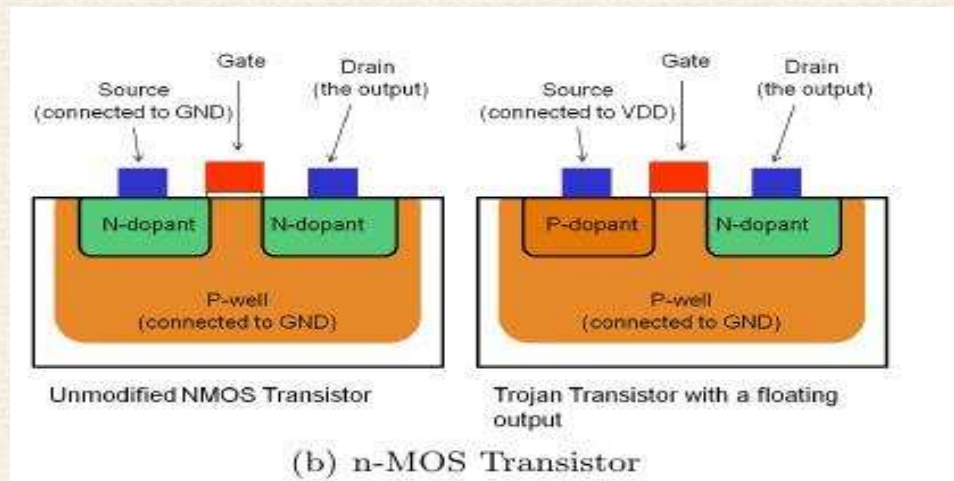 Gate
Drain
(the output)
Source
(connected to GND)
N-dopant
N-dopant
P-well
(connected to GND)
Unmodified NMOS Transistor
Gate
Drain
(the output)
Source
(connected to VDD)
P-dopant
N-dopant
P-well
(connected to GND)
Trojan Transistor with a floating
output
(b) n-MOS Transistor